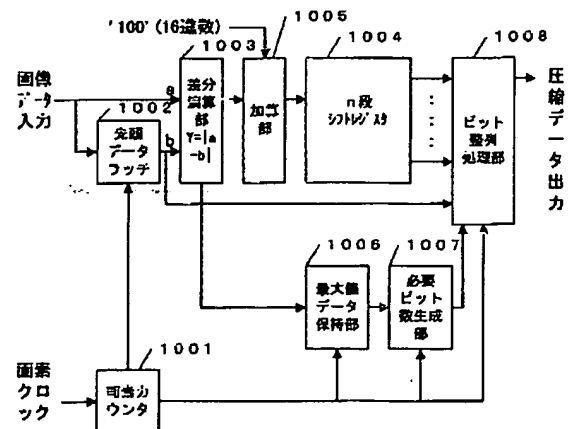 '100'(16進数)
1005
1003
1004
1008
画像
データ
入力
1002
a
b
先頭
データ
ラッチ
差分
演算
部
Y=|a
-b|
加算
部
n段
シフトレジスタ
ビット
整列
処理部
圧縮データ出力
1006
1007
最大値
データ
保持部
必要
ビット
数生成
部
1001
画素
クロ
ック
ウンタ